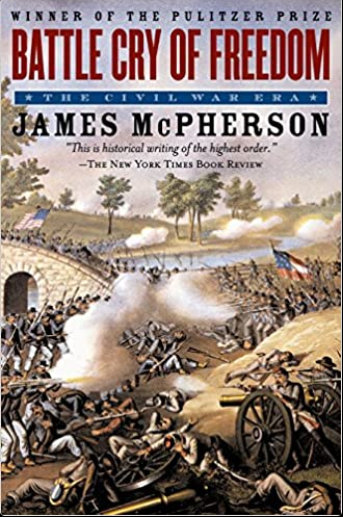 WINNER OF THE PULITZER PRIZE
BATTLE CRY OF FREEDOM
★ THE CIVIL WAR ERA ★
JAMES McPHERSON
"This is historical writing of the highest order."
—THE NEW YORK TIMES BOOK REVIEW